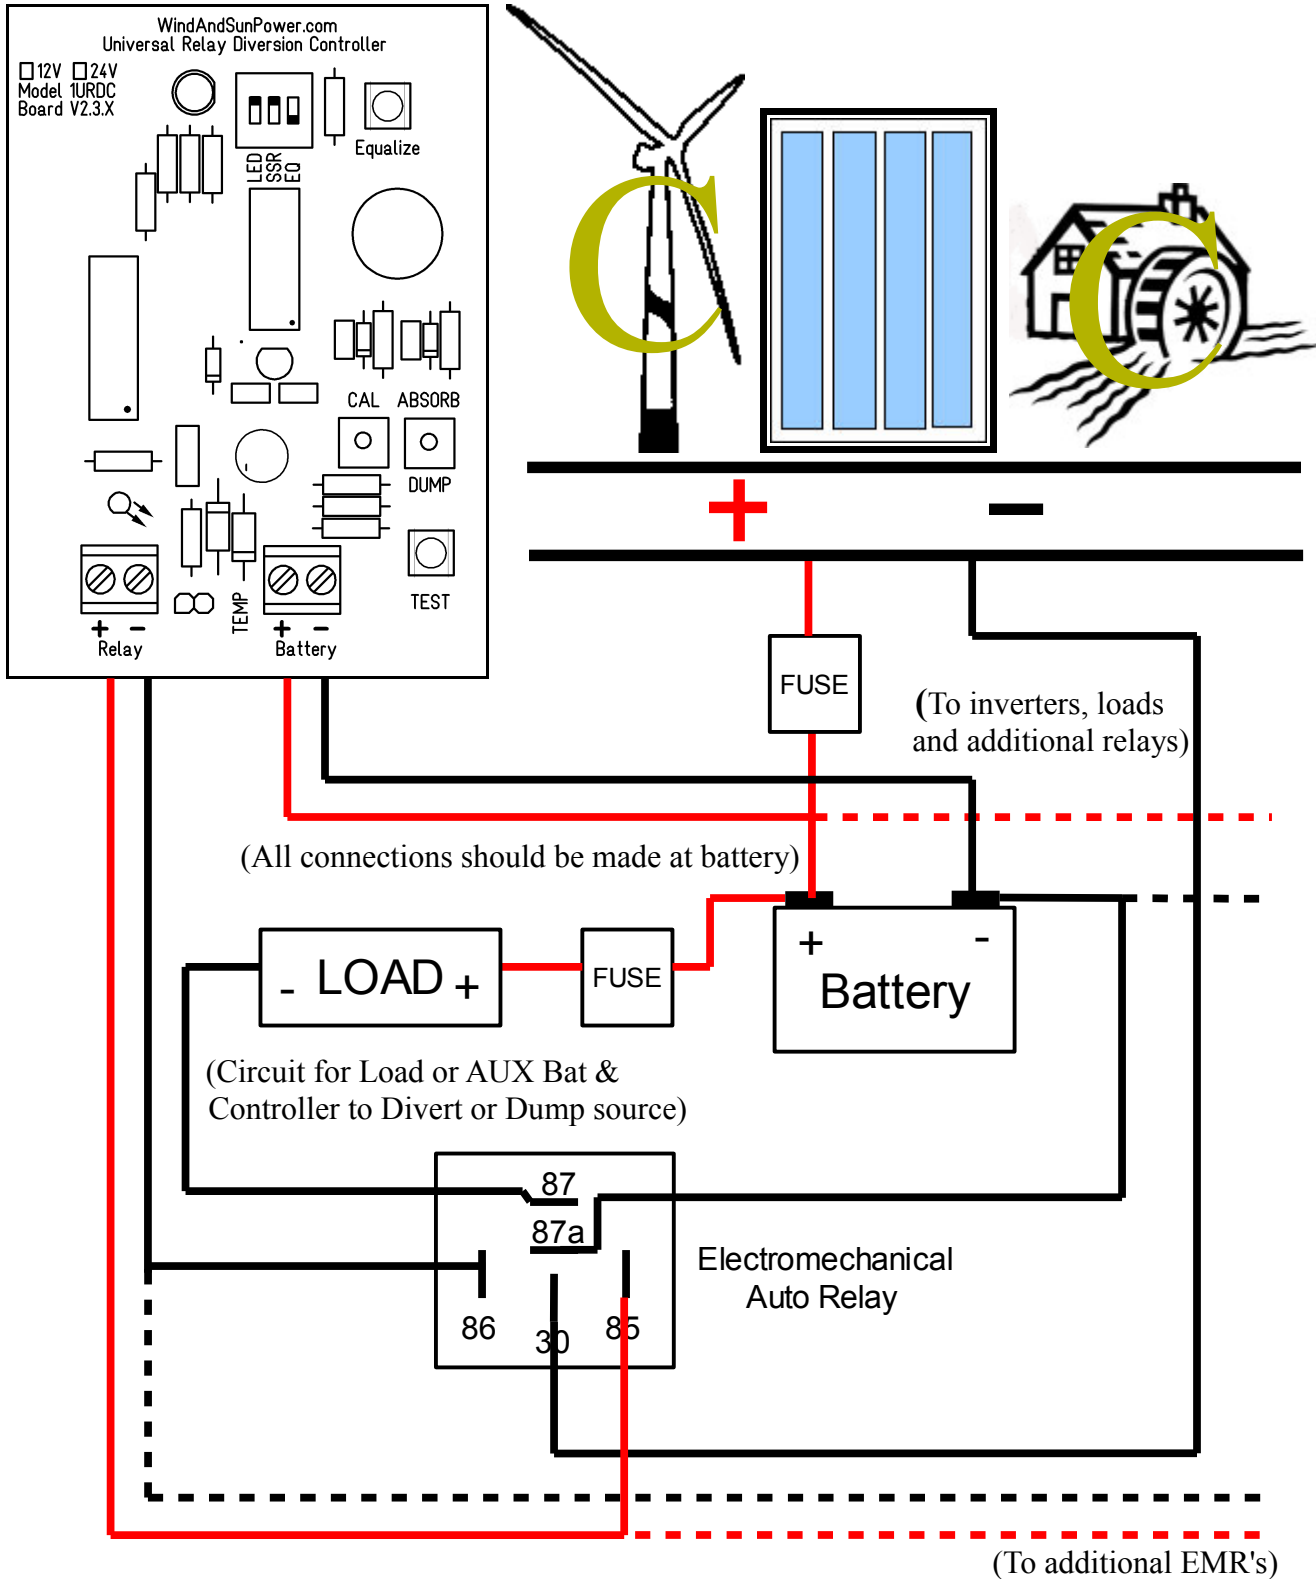 WindAndSunPower.com
Universal Relay Diversion Controller
12V 24V
Model 1URDC
Board V2.3.X
LED
SSR
EQ
Equalize
C
C
CAL ABSORB
DUMP
TEST
TEMP
+ -
Relay
+ -
Battery
+ -
FUSE
(To inverters, loads
and additional relays)
(All connections should be made at battery)
- LOAD +
FUSE
+ -
Battery
(Circuit for Load or AUX Bat &
Controller to Divert or Dump source)
87
87a
86
30
85
Electromechanical
Auto Relay
(To additional EMR's)